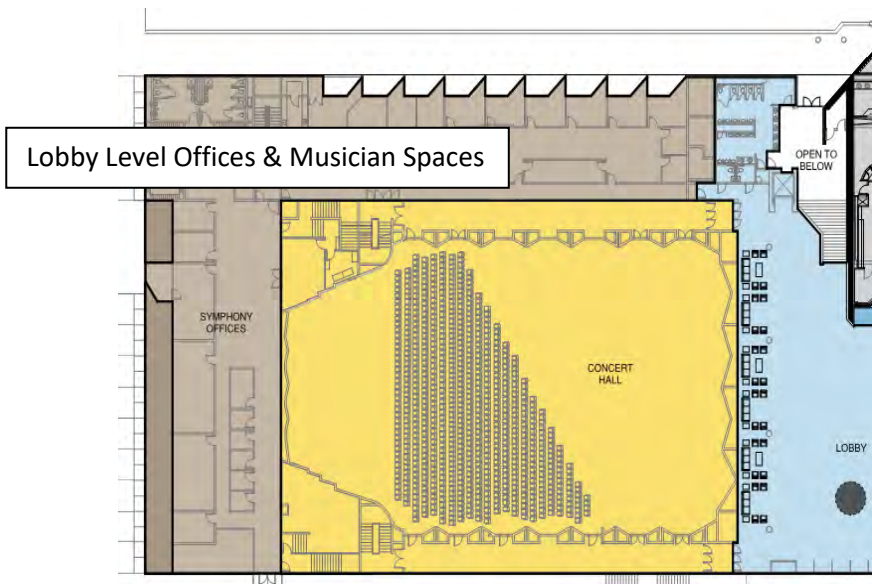 Lobby Level Offices & Musician Spaces
OPEN TO
BELOW
SYMPHONY
OFFICES
CONCERT
HALL
LOBBY